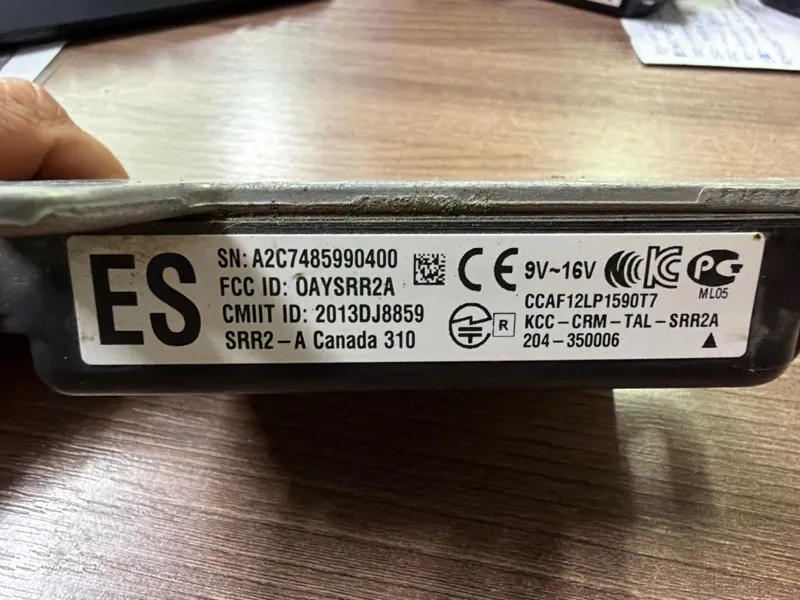 ES
SN: A2C7485990400
FCC ID: OAYSRR2A
CMIIT ID: 2013DJ8859
SRR2-A Canada 310
CE 9V~16V
CCAF12LP1590T7
R KCC-CRM-TAL-SRR2A
204-350006
ML05